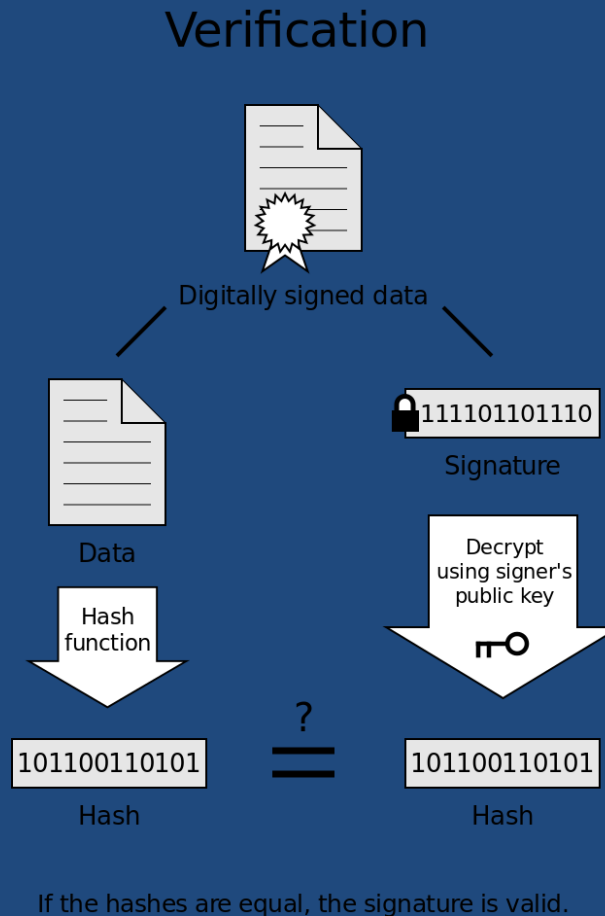 Verification
Digitally signed data
111101101110
Signature
Data
Decrypt
using signer's
public key
Hash
function
?
=
101100110101
101100110101
Hash
Hash
If the hashes are equal, the signature is valid.